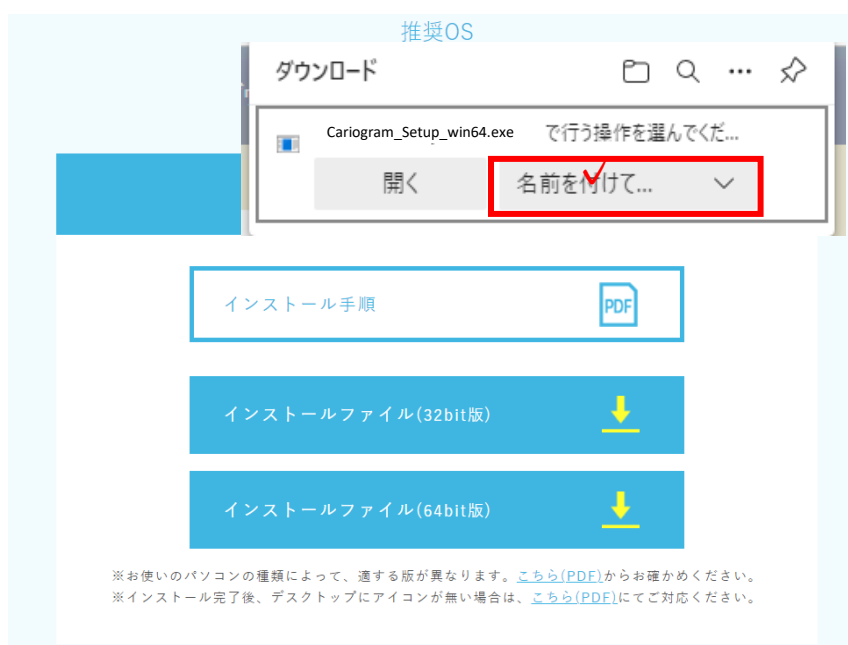 推奨OS
ダウンロード
Cariogram_Setup_win64.exe で行う操作を選んでくだ...
開く 名前を付けて...
インストール手順 PDF
インストールファイル(32bit版)
インストールファイル(64bit版)
※お使いのパソコンの種類によって、適する版が異なります。こちら(PDF)からお確かめください。
※インストール完了後、デスクトップにアイコンが無い場合は、こちら(PDF)にてご対応ください。